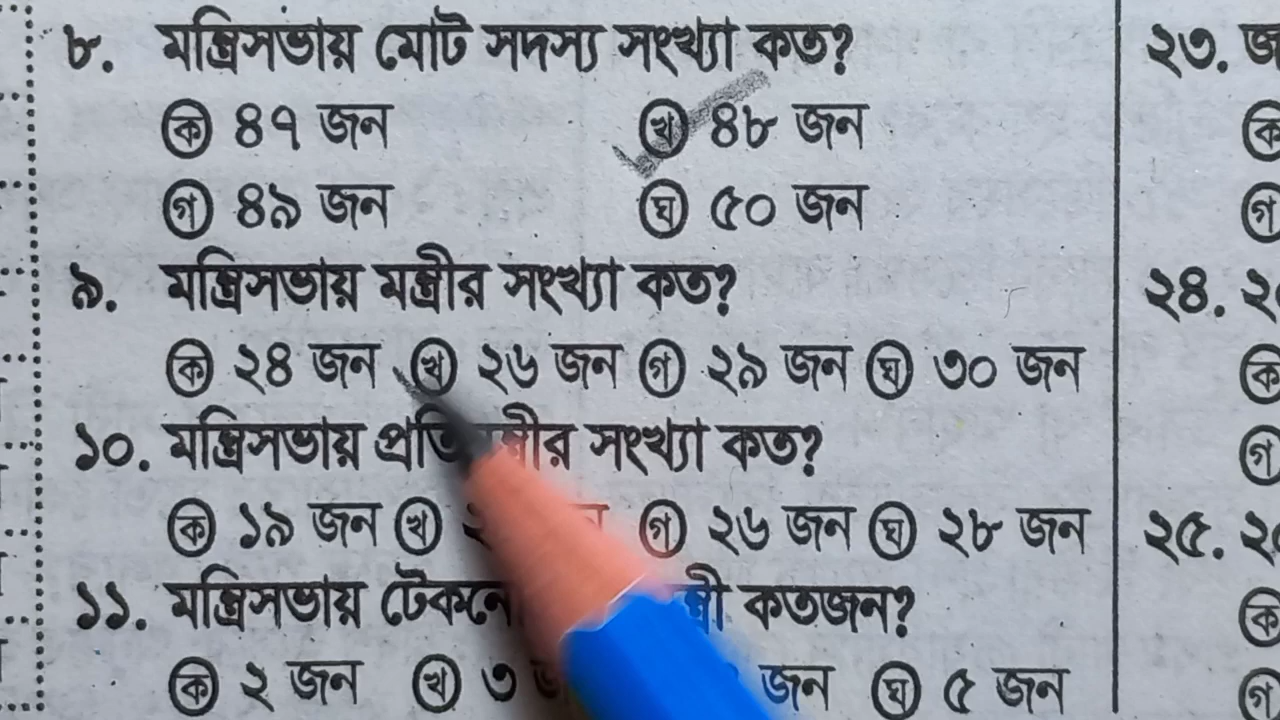 ৮. মন্ত্রিসভায় মোট সদস্য সংখ্যা কত?
ক ৪৭ জন খ ৪৮ জন
গ ৪৯ জন ঘ ৫০ জন
৯. মন্ত্রিসভায় মন্ত্রীর সংখ্যা কত?
ক ২৪ জন খ ২৬ জন গ ২৯ জন ঘ ৩০ জন
১০. মন্ত্রিসভায় সংখ্যা কত?
ক ১৯ জন খ গ ২৬ জন ঘ ২৮ জন
১১. মন্ত্রিসভায় কতজন?
ক ২ জন খ ৩ জন ঘ ৫ জন
২৩.
ক
গ
২৪.
ক
গ
২৫.
ক
গ